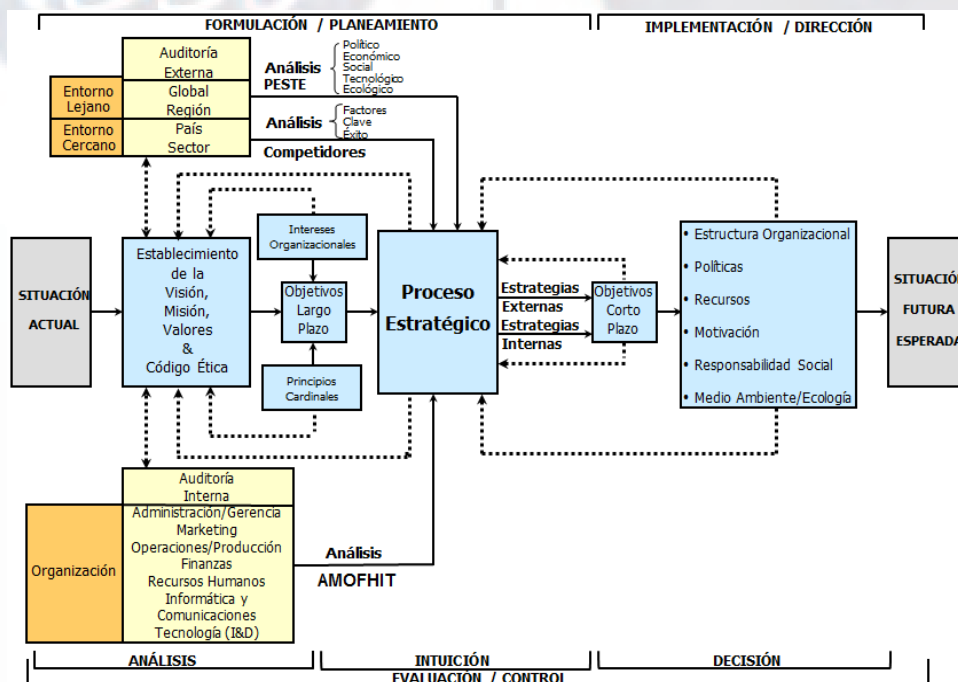 FORMULACIÓN / PLANEAMIENTO
IMPLEMENTACIÓN / DIRECCIÓN
Auditoría
Externa
Entorno
Lejano
Global
Región
Entorno
Cercano
País
Sector
Análisis
PESTE
Político
Económico
Social
Tecnológico
Ecológico
Análisis
Competidores
Factores
Clave
Éxito
SITUACIÓN
ACTUAL
Establecimiento
de la
Visión,
Misión,
Valores
&
Código Ética
Intereses
Organizacionales
Objetivos
Largo
Plazo
Principios
Cardinales
Proceso
Estratégico
Estrategias
Externas
Estrategias
Internas
Objetivos
Corto
Plazo
• Estructura Organizacional
• Políticas
• Recursos
• Motivación
• Responsabilidad Social
• Medio Ambiente/Ecología
SITUACIÓN
FUTURA
ESPERADA
Auditoría
Interna
Organización
Administración/Gerencia
Marketing
Operaciones/Producción
Finanzas
Recursos Humanos
Informática y
Comunicaciones
Tecnología (I&D)
Análisis
AMOFHIT
ANÁLISIS
INTUICIÓN
DECISIÓN
EVALUACIÓN / CONTROL